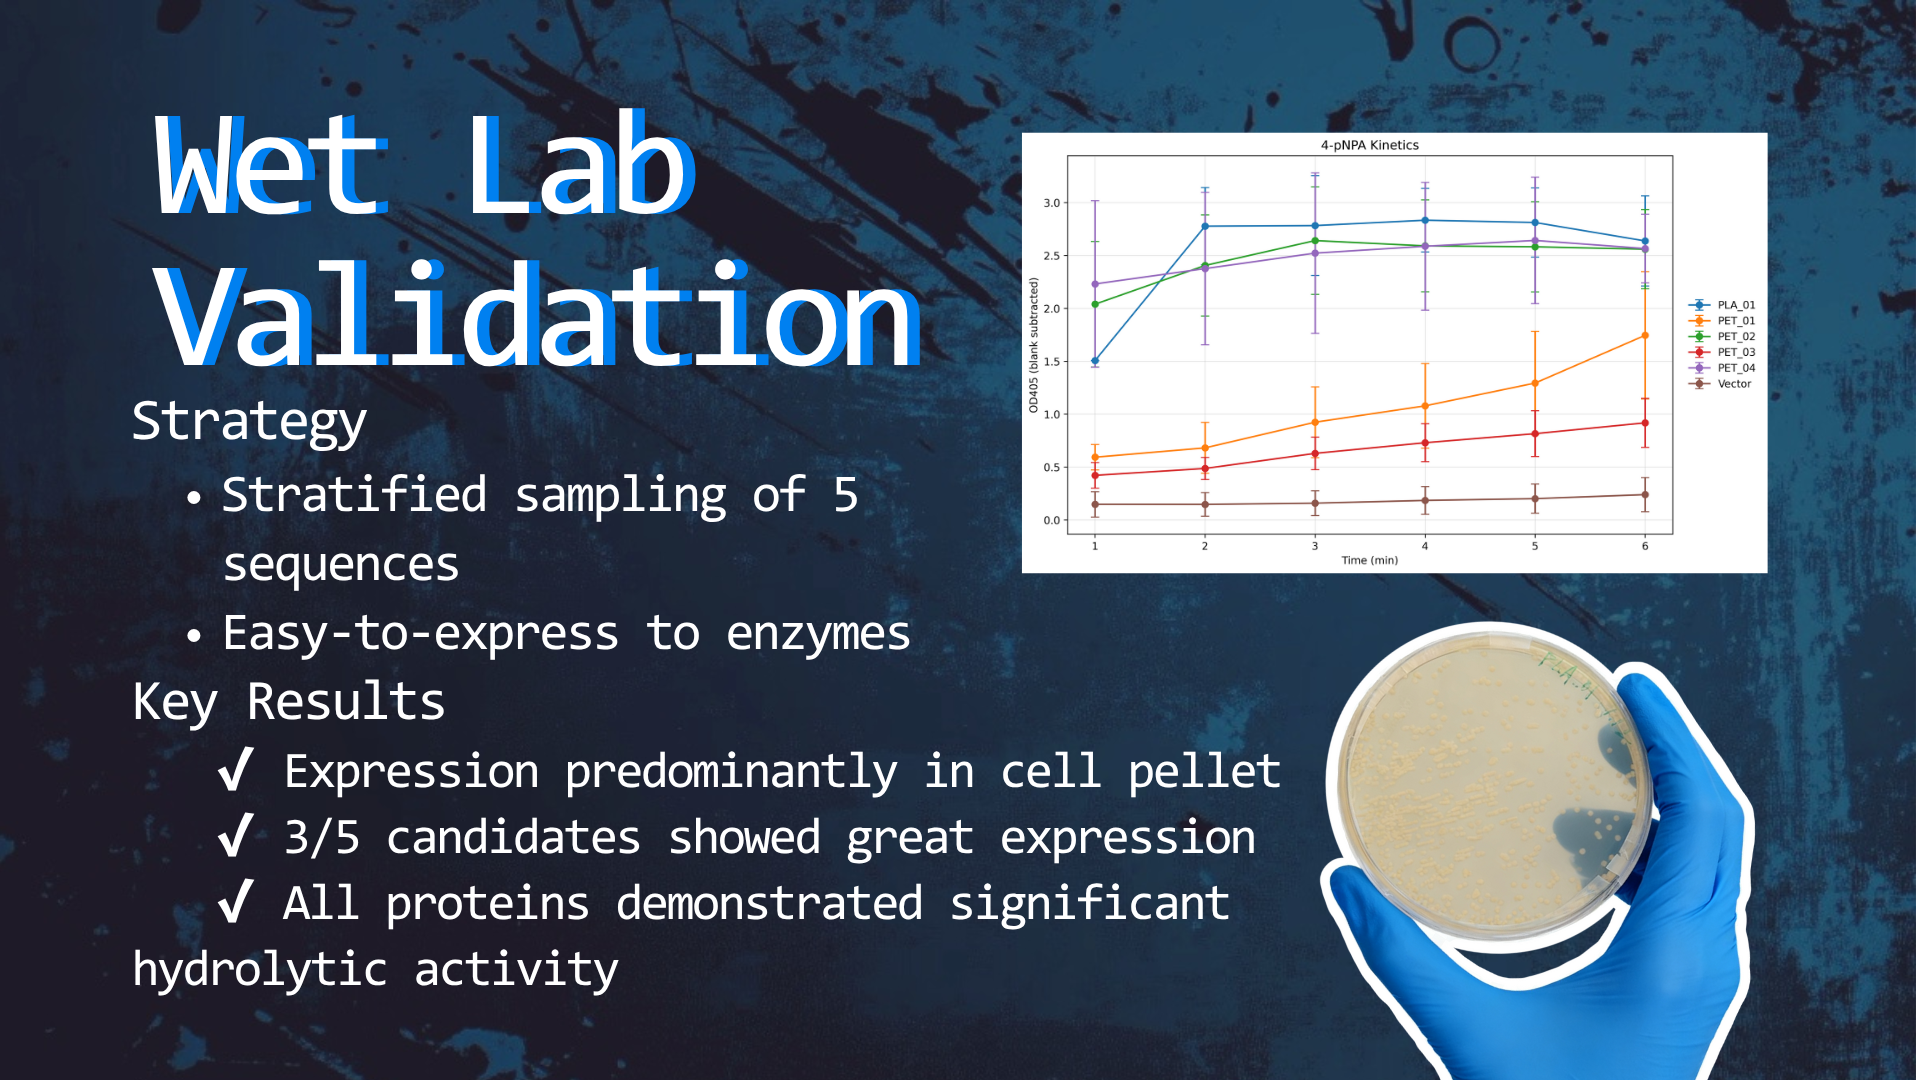 Wet Lab
Validation
Strategy
• Stratified sampling of 5
sequences
• Easy-to-express to enzymes
Key Results
✓ Expression predominantly in cell pellet
✓ 3/5 candidates showed great expression
✓ All proteins demonstrated significant
hydrolytic activity
4-pNPA Kinetics
OD405 (blank subtracted)
3.0
2.5
2.0
1.5
1.0
0.5
0.0
1 2 3 4 5 6
Time (min)
PLA_01
PET_01
PET_02
PET_03
PET_04
Vector